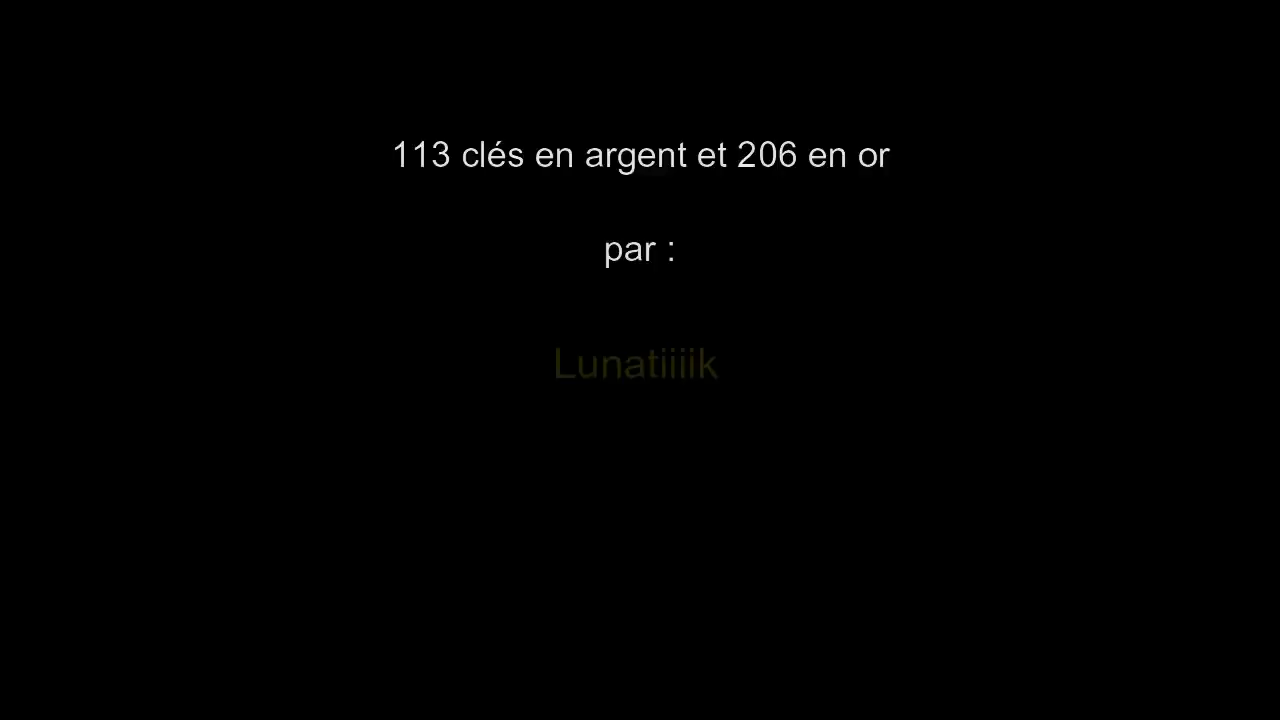 113 clés en argent et 206 en or
par :
Lunatiiiik